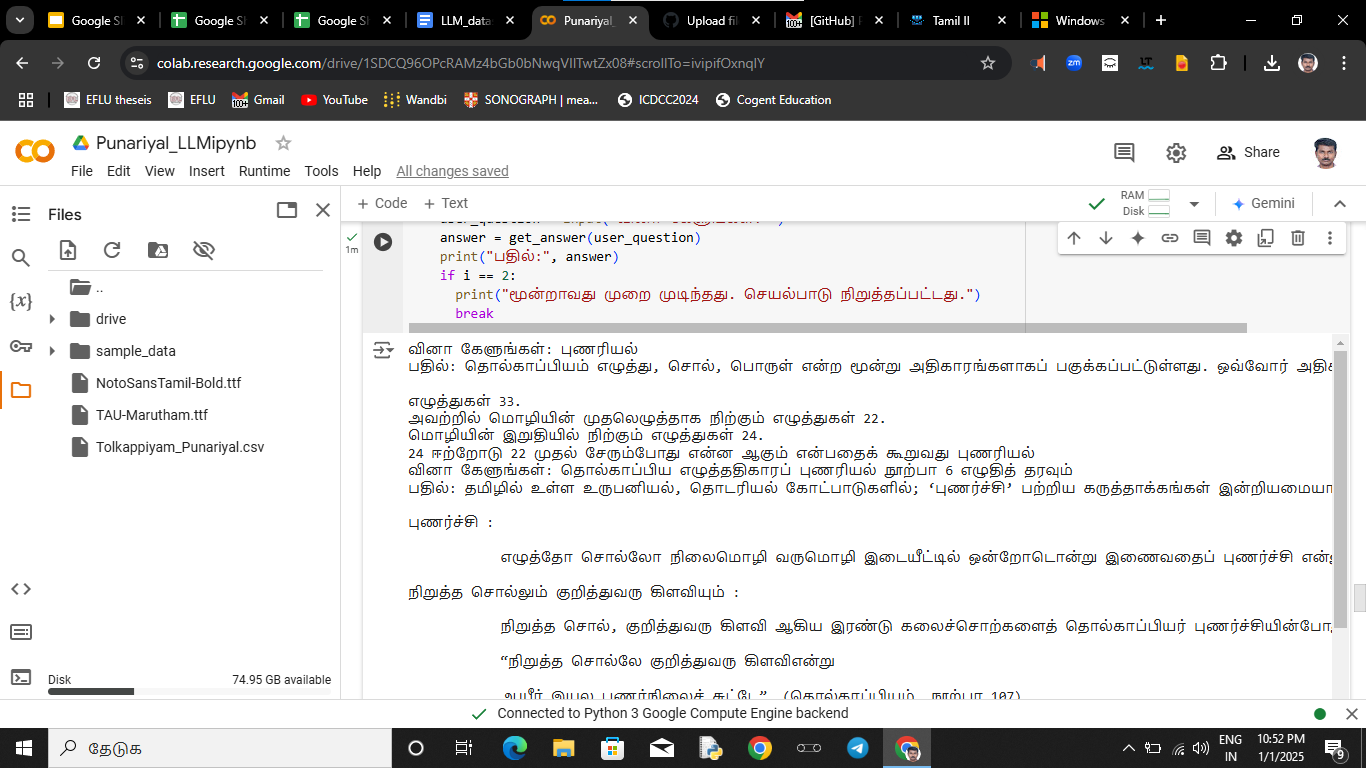 Google Sl
Google Sh
Google Sh
LLM_data
Punariyal_
Upload fil
[GitHub] F
Tamil II
Windows
colab.research.google.com/drive/1SDCQ96OPcRAMz4bGb0bNwqVIITwtZx08#scrollTo=ivipifOxnqlY
EFLU theseis
EFLU
Gmail
YouTube
Wandbi
SONOGRAPH | mea...
ICDCC2024
Cogent Education
Punariyal_LLMipynb
File Edit View Insert Runtime Tools Help All changes saved
Share
Files
+ Code + Text
RAM
Disk
Gemini
..
drive
sample_data
NotoSansTamil-Bold.ttf
TAU-Marutham.ttf
Tolkappiyam_Punariyal.csv
Disk 74.95 GB available
1m
answer = get_answer(user_question)
print("பதில்:", answer)
if i == 2:
print("மூன்றாவது முறை முடிந்தது. செயல்பாடு நிறுத்தப்பட்டது.")
break
வினா கேளுங்கள்: புணரியல்
பதில்: தொல்காப்பியம் எழுத்து, சொல், பொருள் என்ற மூன்று அதிகாரங்களாகப் பகுக்கப்பட்டுள்ளது. ஒவ்வோர்
எழுத்துகள் 33.
அவற்றில் மொழியின் முதலெழுத்தாக நிற்கும் எழுத்துகள் 22.
மொழியின் இறுதியில் நிற்கும் எழுத்துகள் 24.
24 ஈற்றோடு 22 முதல் சேரும்போது என்ன ஆகும் என்பதைக் கூறுவது புணரியல்
வினா கேளுங்கள்: தொல்காப்பிய எழுத்ததிகாரப் புணரியல் நூற்பா 6 எழுதித் தரவும்
பதில்: தமிழில் உள்ள உருபனியல், தொடரியல் கோட்பாடுகளில்; ‘புணர்ச்சி’ பற்றிய கருத்தாக்கங்கள்
புணர்ச்சி :
எழுத்தோ சொல்லோ நிலைமொழி வருமொழி இடையீட்டில் ஒன்றோடொன்று இணைவதைப் புணர்ச்சி
நிறுத்த சொல்லும் குறித்துவரு கிளவியும் :
நிறுத்த சொல், குறித்துவரு கிளவி ஆகிய இரண்டு கலைச்சொற்களைத் தொல்காப்பியர்
“நிறுத்த சொல்லே குறித்துவரு கிளவிஎன்று
Connected to Python 3 Google Compute Engine backend
தேடுக
ENG
IN
10:52 PM
1/1/2025
9